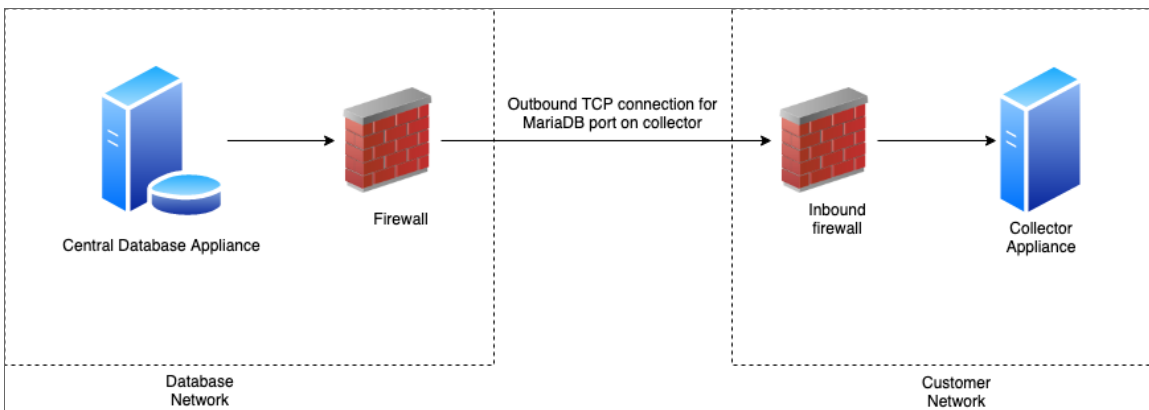 Outbound TCP connection for
MariaDB port on collector
Central Database Appliance
Firewall
Inbound
firewall
Collector
Appliance
Database
Network
Customer
Network